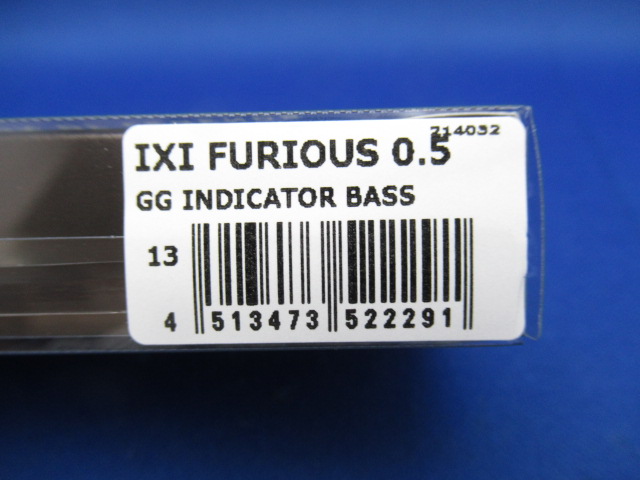 714032
IXI FURIOUS 0.5
GG INDICATOR BASS
13
4 513473 522291